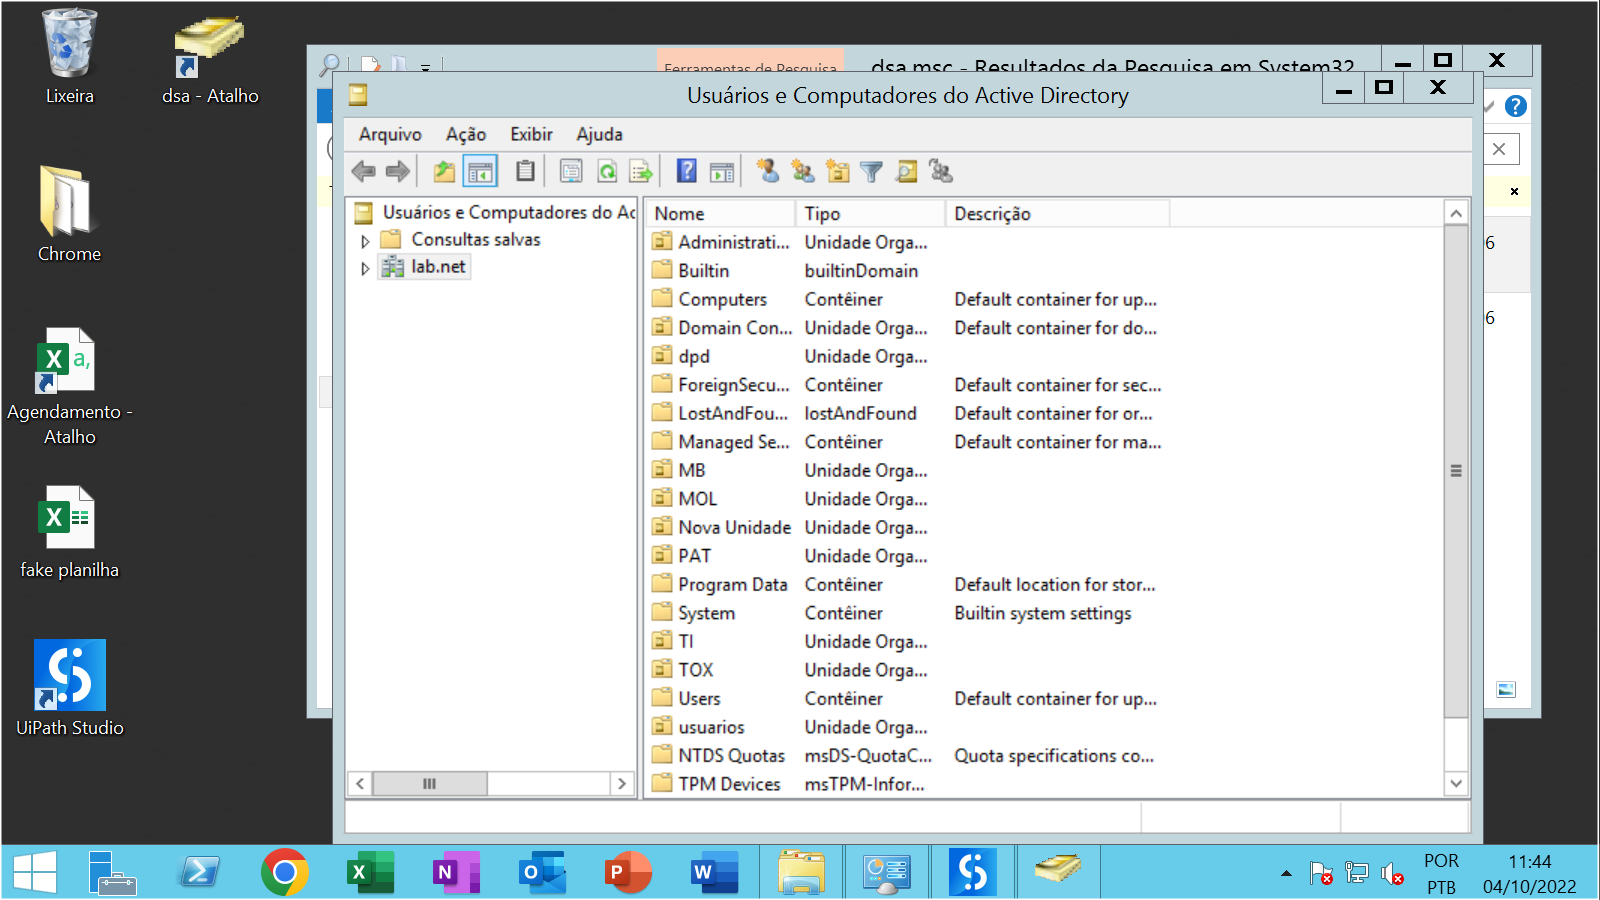 Lixeira
dsa - Atalho
Chrome
Agendamento -
Atalho
fake planilha
UiPath Studio
Ferramentas de Pesquisa
dsa.msc - Resultados da Pesquisa em System32
Usuários e Computadores do Active Directory
Arquivo Ação Exibir Ajuda
Usuários e Computadores do Ac
Consultas salvas
lab.net
Nome Tipo Descrição
Administrati... Unidade Orga...
Builtin builtinDomain
Computers Contêiner Default container for up...
Domain Con... Unidade Orga... Default container for do...
dpd Unidade Orga...
ForeignSecu... Contêiner Default container for sec...
LostAndFou... lostAndFound Default container for or...
Managed Se... Contêiner Default container for ma...
MB Unidade Orga...
MOL Unidade Orga...
Nova Unidade Unidade Orga...
PAT Unidade Orga...
Program Data Contêiner Default location for stor...
System Contêiner Builtin system settings
TI Unidade Orga...
TOX Unidade Orga...
Users Contêiner Default container for up...
usuarios Unidade Orga...
NTDS Quotas msDS-QuotaC... Quota specifications co...
TPM Devices msTPM-Infor...
6
6
POR
PTB
11:44
04/10/2022